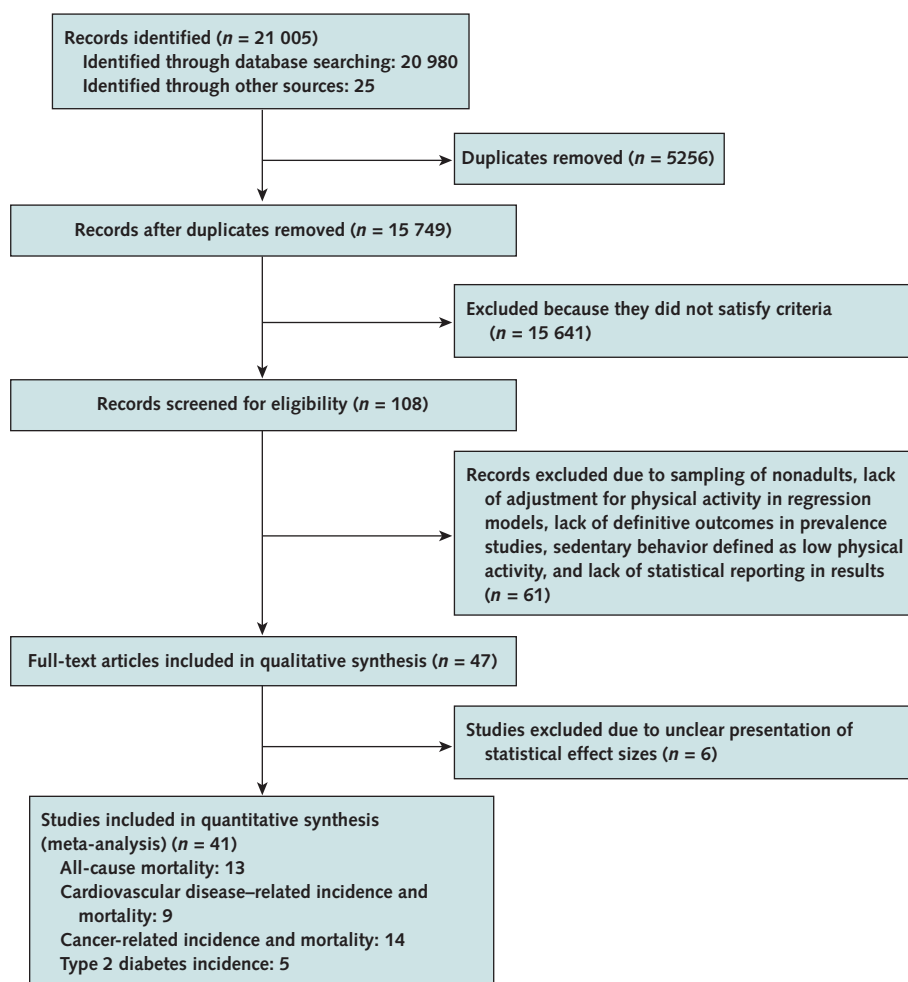 Records identified (n = 21 005)
Identified through database searching: 20 980
Identified through other sources: 25
Duplicates removed (n = 5256)
Records after duplicates removed (n = 15 749)
Excluded because they did not satisfy criteria
(n = 15 641)
Records screened for eligibility (n = 108)
Records excluded due to sampling of nonadults, lack
of adjustment for physical activity in regression
models, lack of definitive outcomes in prevalence
studies, sedentary behavior defined as low physical
activity, and lack of statistical reporting in results
(n = 61)
Full-text articles included in qualitative synthesis (n = 47)
Studies excluded due to unclear presentation of
statistical effect sizes (n = 6)
Studies included in quantitative synthesis
(meta-analysis) (n = 41)
All-cause mortality: 13
Cardiovascular disease–related incidence and
mortality: 9
Cancer-related incidence and mortality: 14
Type 2 diabetes incidence: 5